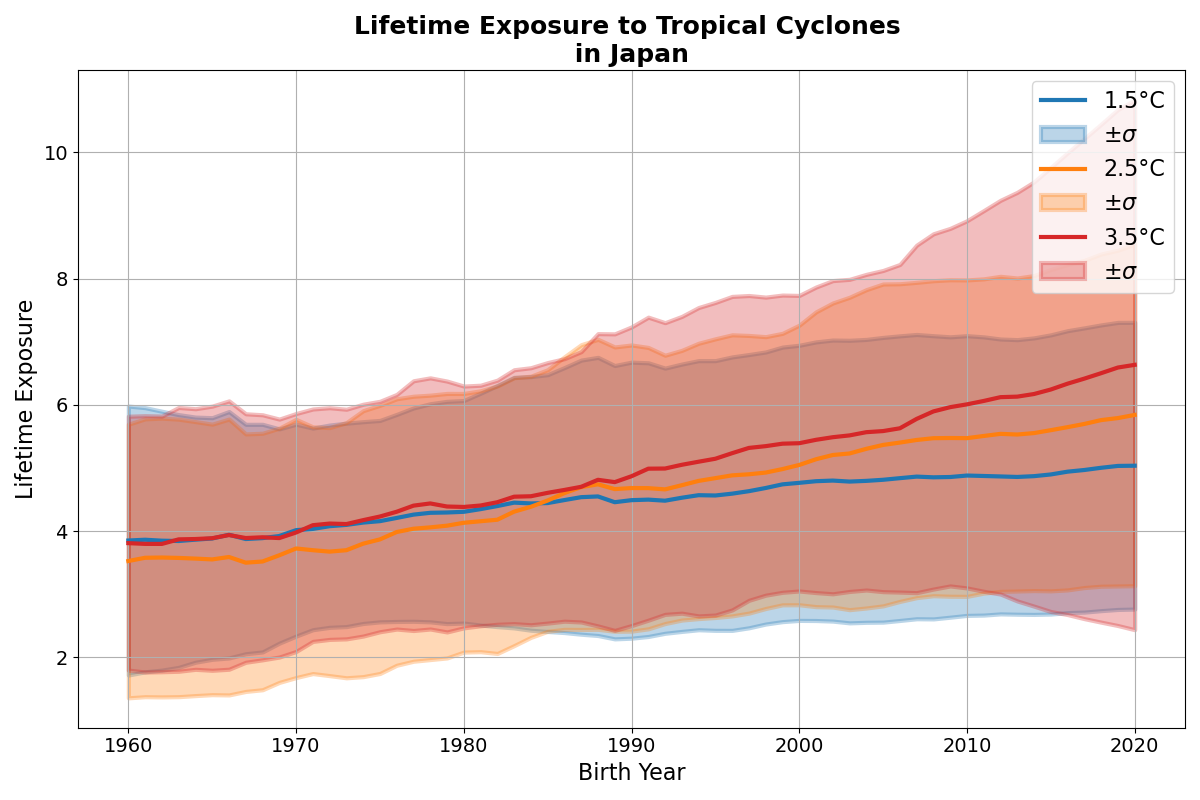 Lifetime Exposure to Tropical Cyclones
in Japan
Lifetime Exposure
10
8
6
4
2
1960
1970
1980
1990
2000
2010
2020
Birth Year
1.5°C
±σ
2.5°C
±σ
3.5°C
±σ